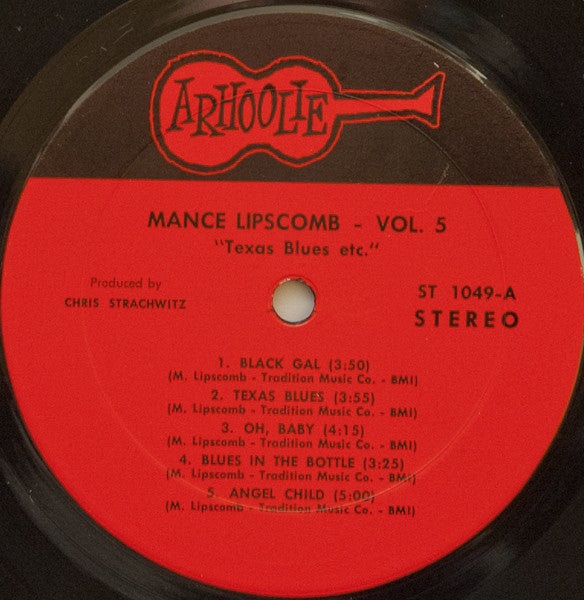 ARHOOLIE
MANCE LIPSCOMB - VOL. 5
"Texas Blues etc."
Produced by
CHRIS STRACHWITZ
ST 1049-A
STEREO
1. BLACK GAL (3:50)
(M. Lipscomb - Tradition Music Co. - BMI)
2. TEXAS BLUES (3:55)
(M. Lipscomb - Tradition Music Co. - BMI)
3. OH, BABY (4:15)
(M. Lipscomb - Tradition Music Co. - BMI)
4. BLUES IN THE BOTTLE (3:25)
(M. Lipscomb - Tradition Music Co. - BMI)
5. ANGEL CHILD (5:00)
(M. Lipscomb - Tradition Music Co. - BMI)